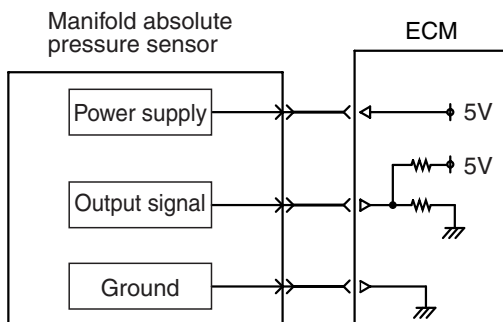 Manifold absolute
pressure sensor
ECM
Power supply
5V
5V
Output signal
Ground